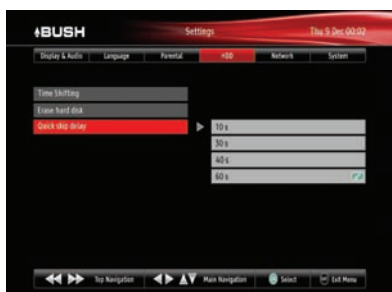 BUSH
Settings
Thu 9 Dec 00:02
Display & Audio Language Parental HDD Network System
Time Shifting
Erase hard disk
Quick skip delay
10 s
30 s
40 s
60 s
Top Navigation Main Navigation Select Exit Menu